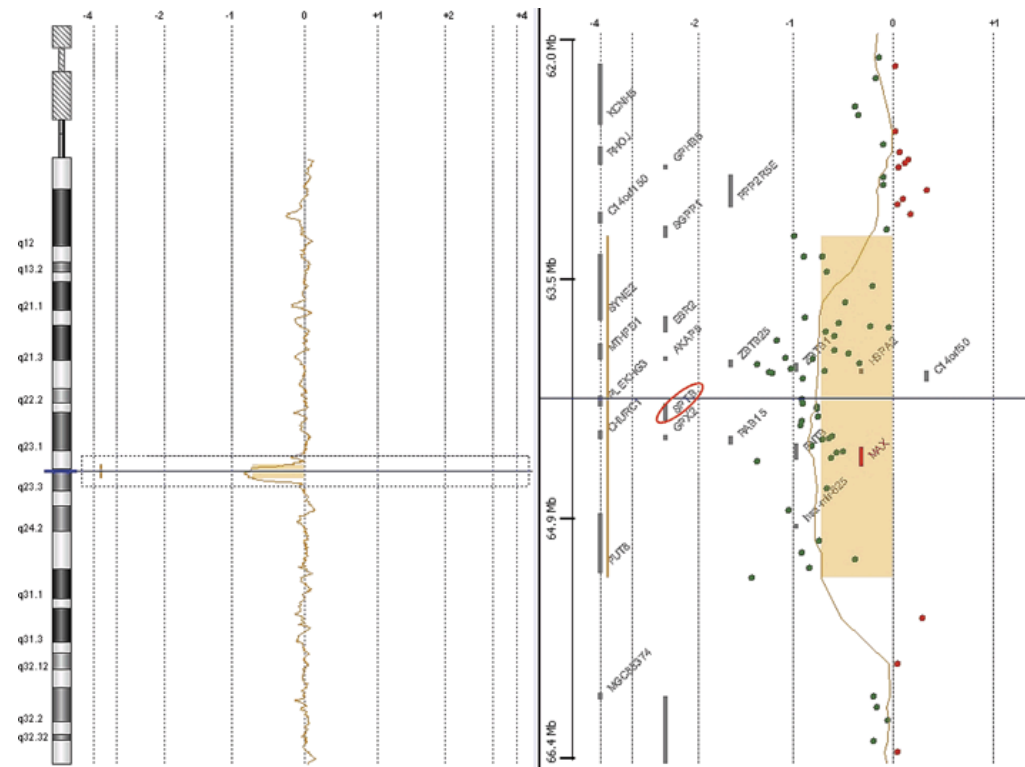 -4 -2 -1 0 +1 +2 +4
q12
q13.2
q21.1
q21.3
q22.2
q23.1
q23.3
q24.2
q31.1
q31.3
q32.12
q32.2
q32.32
-4 -2 -1 0 +1
62.0 Mb
63.5 Mb
64.9 Mb
66.4 Mb
KCNH5
RHOJ
GPHB5
C14orf150
PPP2R5E
SGPP1
SYNE2
ESR2
MTHFD1
AKAP5
ZBTB25
ZBTB1
HSPA2
C14orf50
PLEKHG3
SPTB
CHURC1
GPX2
RAB15
FNTB
MAX
hsa-mir-625
FUT8
MGC88374